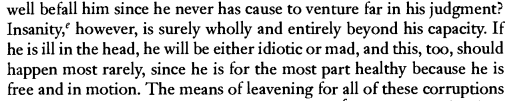 well befall him since he never has cause to venture far in his judgment?
Insanity,e however, is surely wholly and entirely beyond his capacity. If
he is ill in the head, he will be either idiotic or mad, and this, too, should
happen most rarely, since he is for the most part healthy because he is
free and in motion. The means of leavening for all of these corruptions